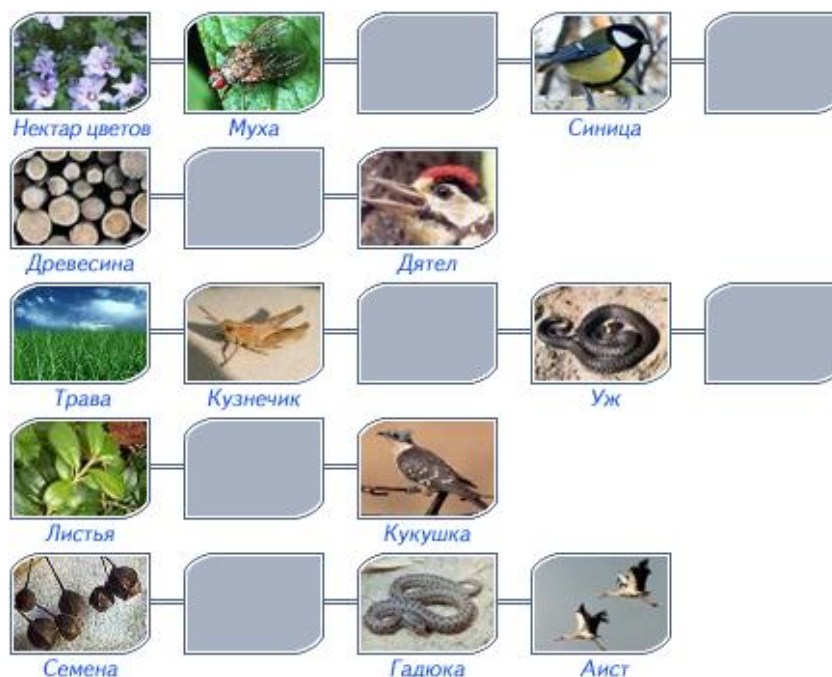 Нектар цветов Муха Синица
Древесина Дятел
Трава Кузнечик Уж
Листья Кукушка
Семена Гадюка Аист